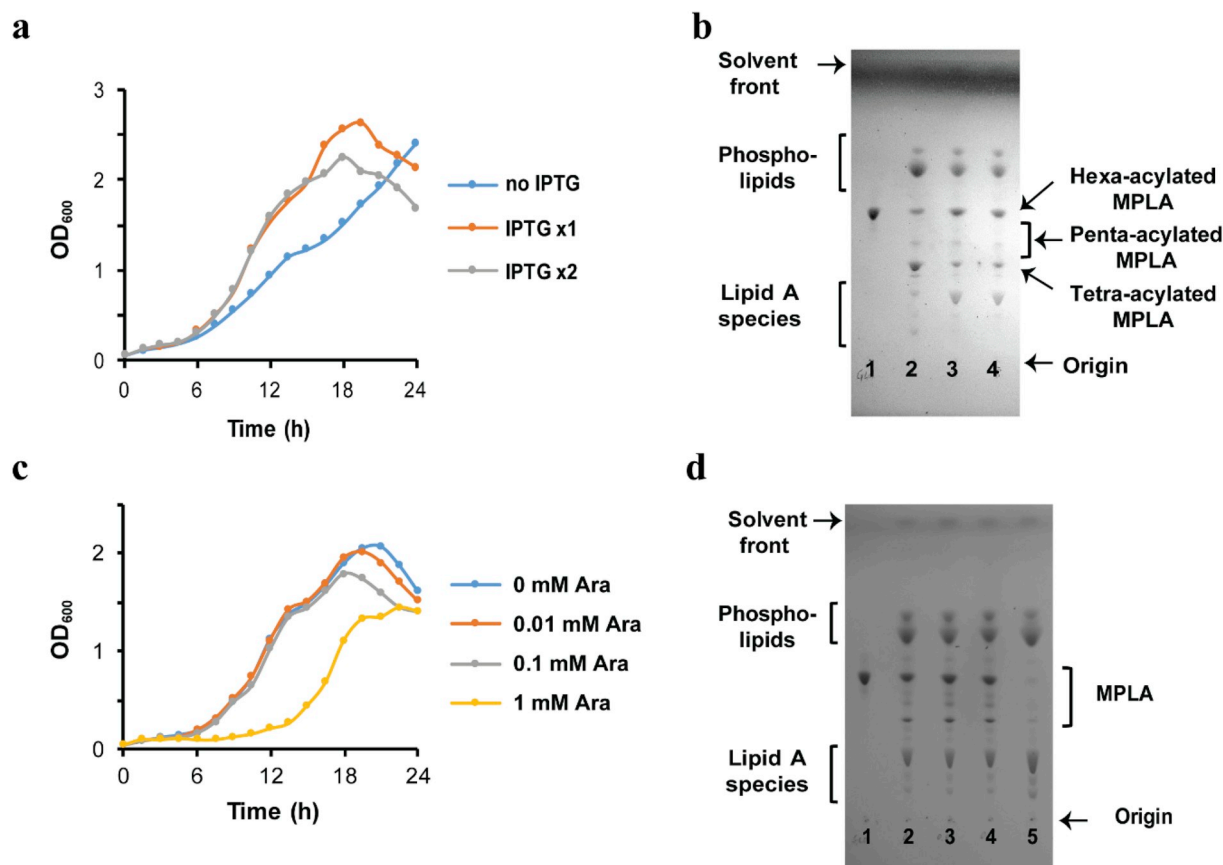 a
3
2
1
0
OD600
0 6 12 18 24
Time (h)
no IPTG
IPTG x1
IPTG x2
b
Solvent
front
Phospho-
lipids
Lipid A
species
Hexa-acylated
MPLA
Penta-acylated
MPLA
Tetra-acylated
MPLA
Origin
1 2 3 4
c
2
1
0
OD600
0 6 12 18 24
Time (h)
0 mM Ara
0.01 mM Ara
0.1 mM Ara
1 mM Ara
d
Solvent
front
Phospho-
lipids
MPLA
Lipid A
species
Origin
1 2 3 4 5